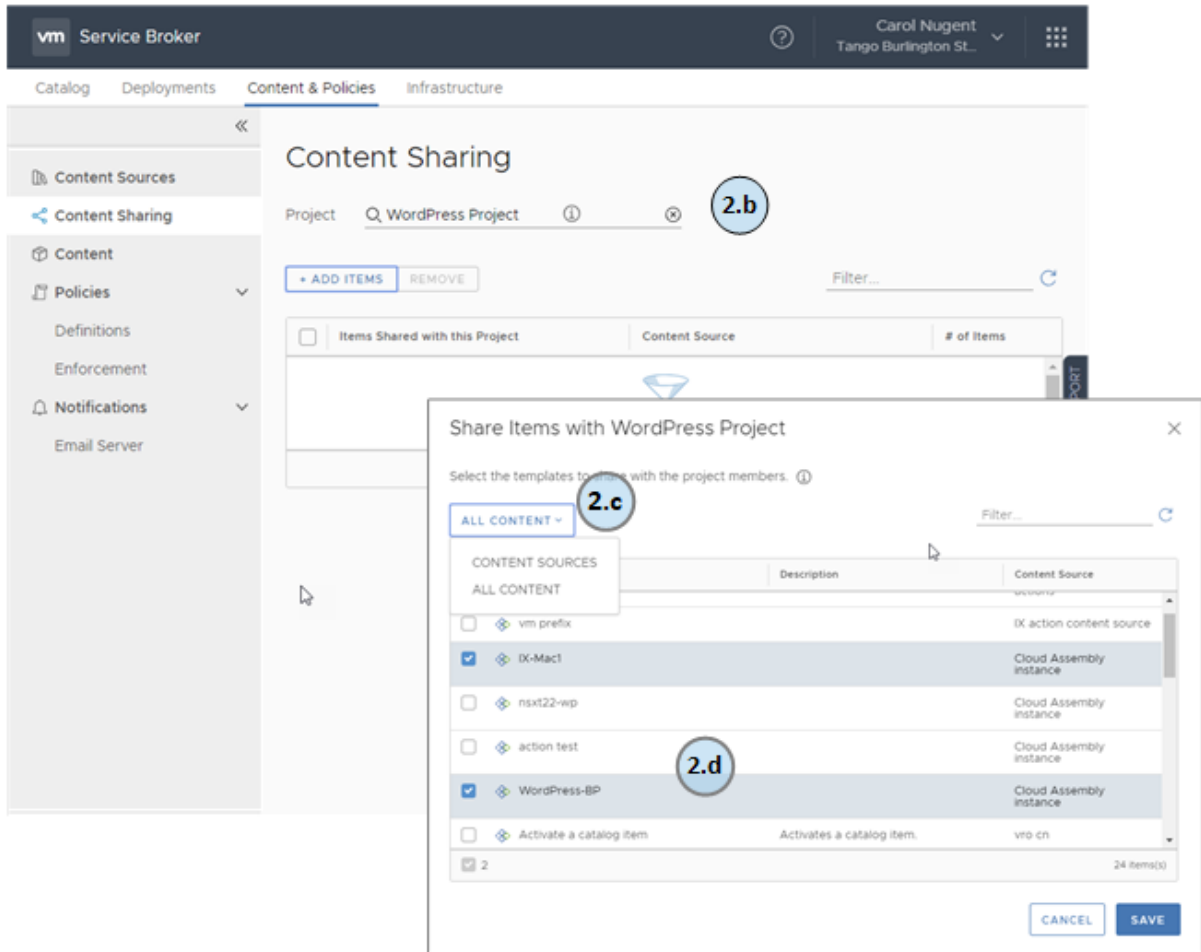 vm Service Broker
Carol Nugent
Tango Burlington St...
Catalog Deployments Content & Policies Infrastructure
Content Sources
Content Sharing
Content
Policies
Definitions
Enforcement
Notifications
Email Server
Content Sharing
Project WordPress Project
2.b
+ ADD ITEMS REMOVE
Filter...
Items Shared with this Project Content Source # of Items
Share Items with WordPress Project
Select the templates to share with the project members.
2.c
ALL CONTENT
Filter...
CONTENT SOURCES
ALL CONTENT
Description Content Source
actions
vm prefix IX action content source
IX-Mac1 Cloud Assembly
instance
nsxt22-wp Cloud Assembly
instance
action test Cloud Assembly
instance
2.d
WordPress-BP Cloud Assembly
instance
Activate a catalog item Activates a catalog item. vro cn
2 24 items(s)
CANCEL SAVE